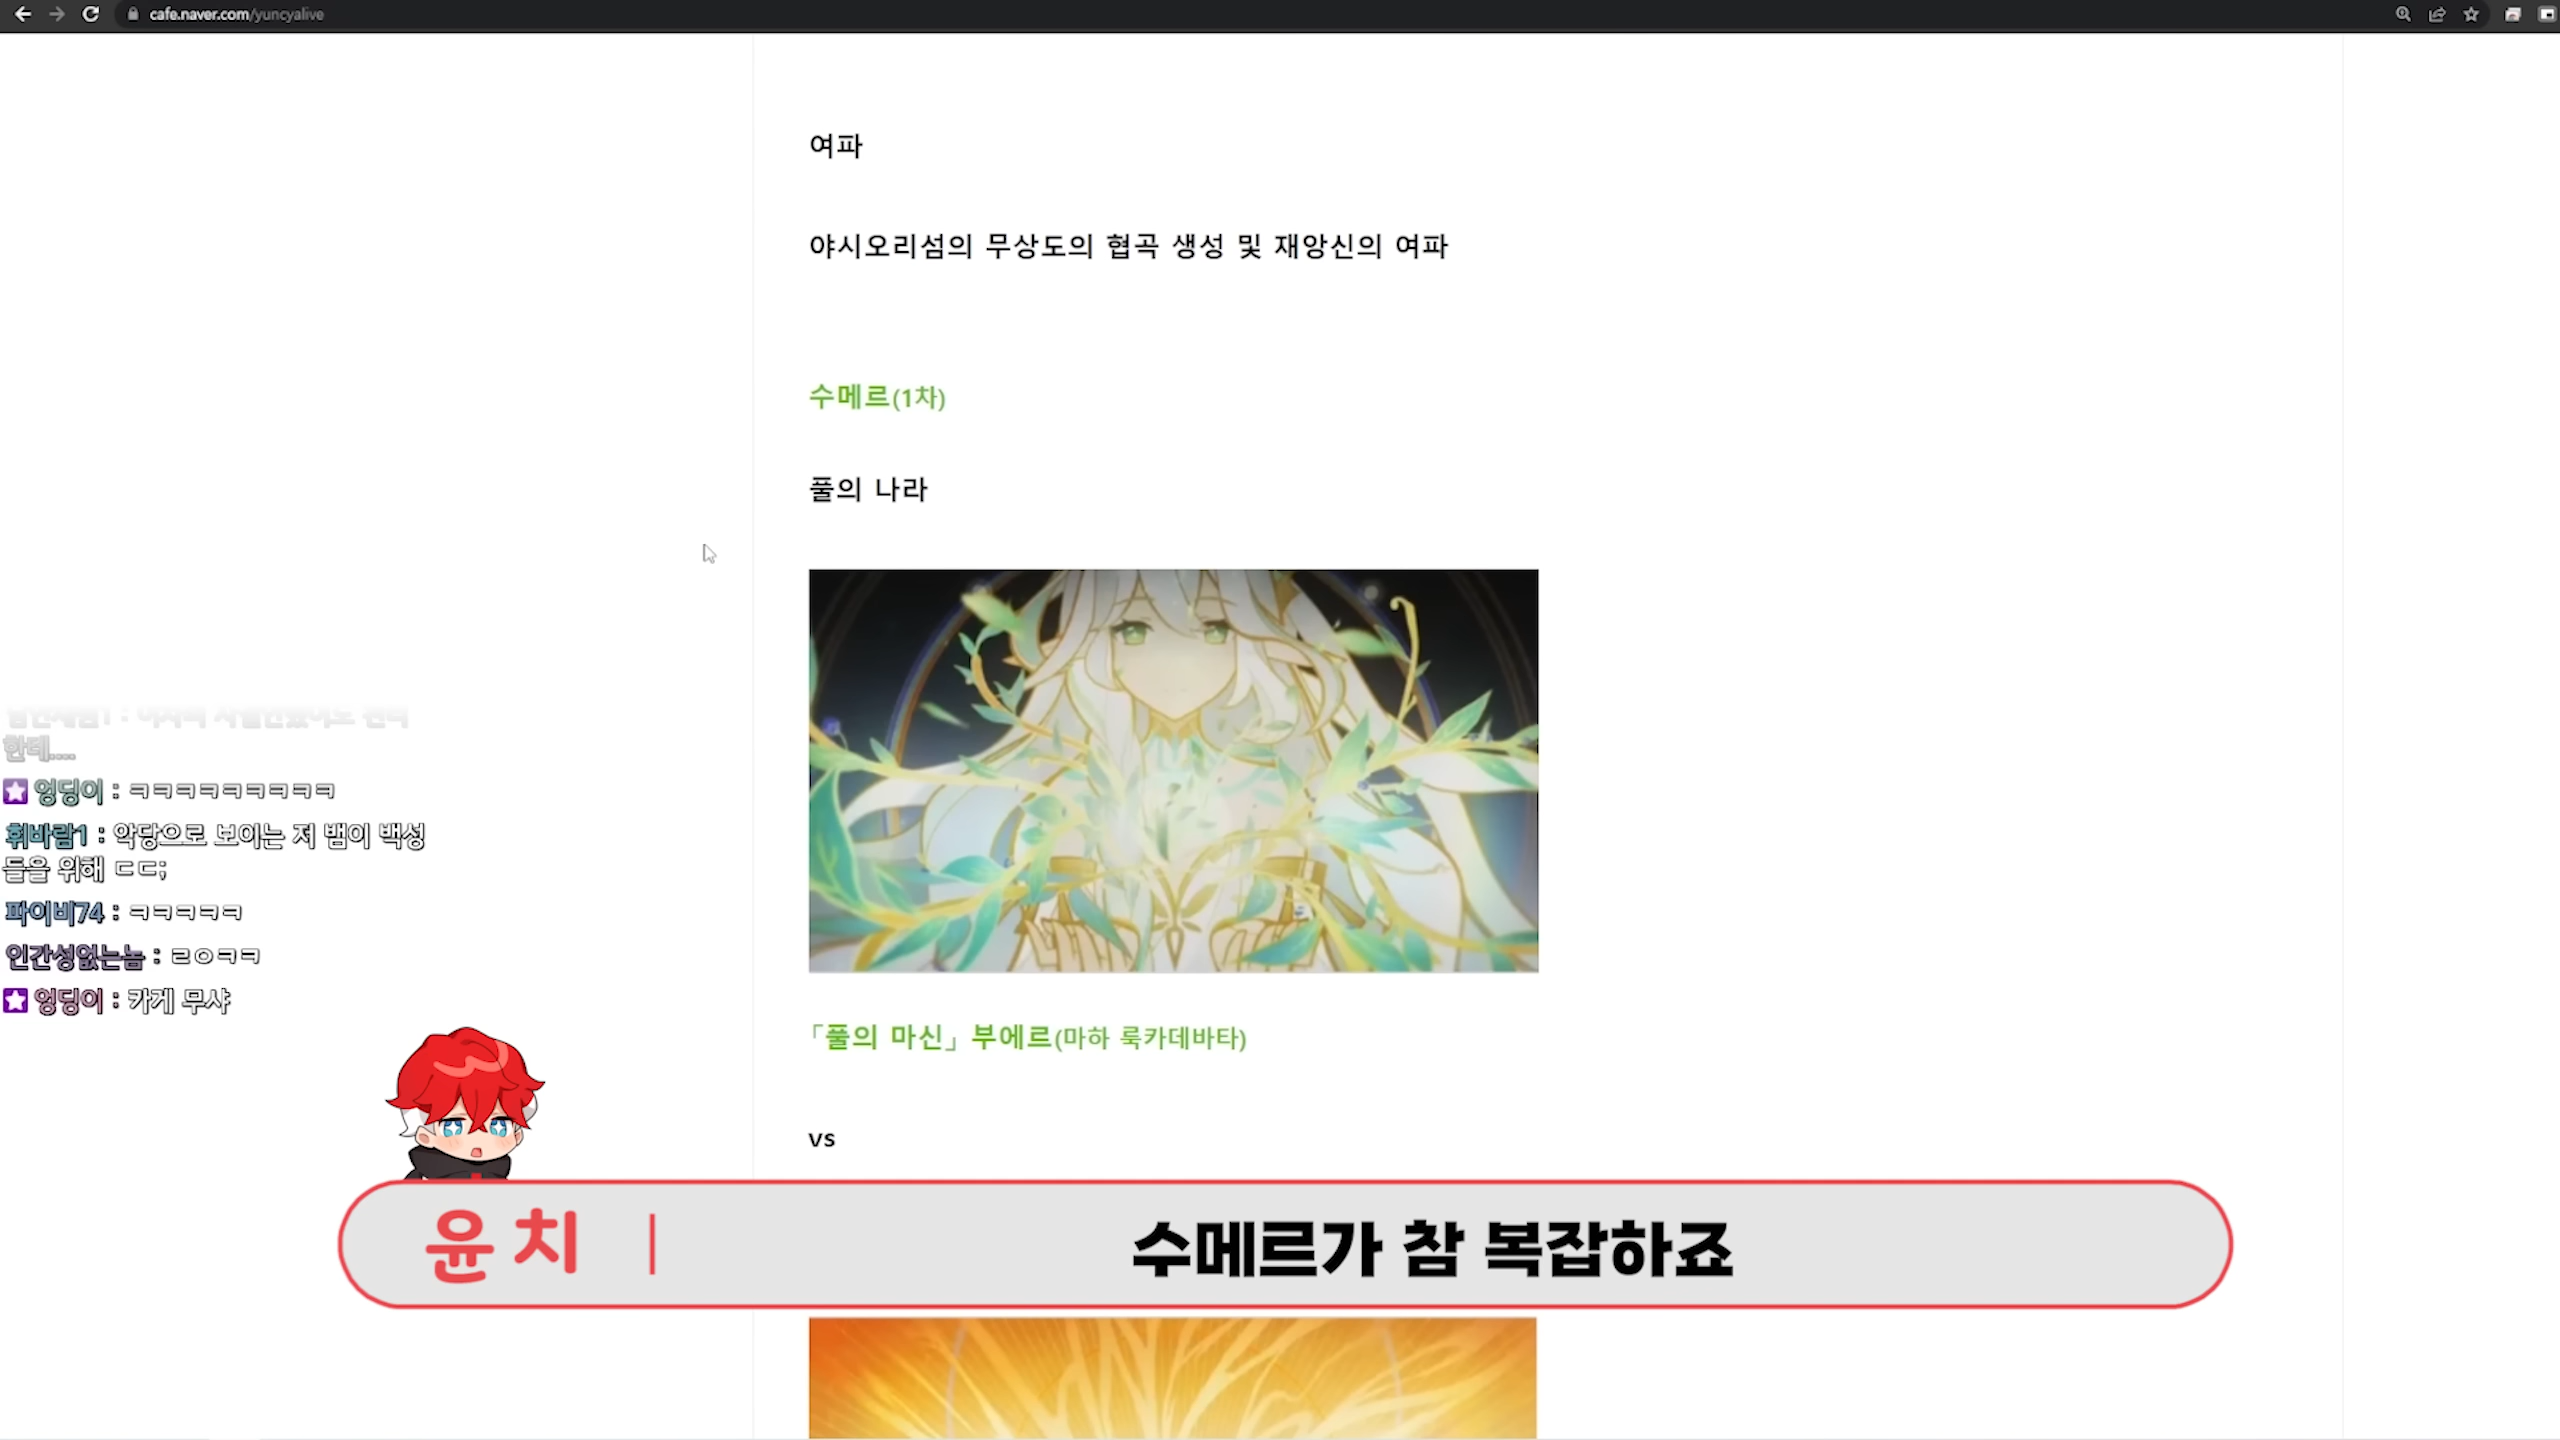 cafe.naver.com/yuncyalive
여파
야시오리섬의 무상도의 협곡 생성 및 재앙신의 여파
수메르(1차)
풀의 나라
「풀의 마신」 부에르(마하 룩카데바타)
vs
한테....
엉덩이 : ㅋㅋㅋㅋㅋㅋㅋㅋㅋ
휘바람1 : 악당으로 보이는 저 뱀이 백성
들을 위해 ㄷㄷ;
파이비74 : ㅋㅋㅋㅋㅋ
인간성없는놈 : ㄹㅇㅋㅋ
엉덩이 : 카게 무샤
윤치 | 수메르가 참 복잡하죠